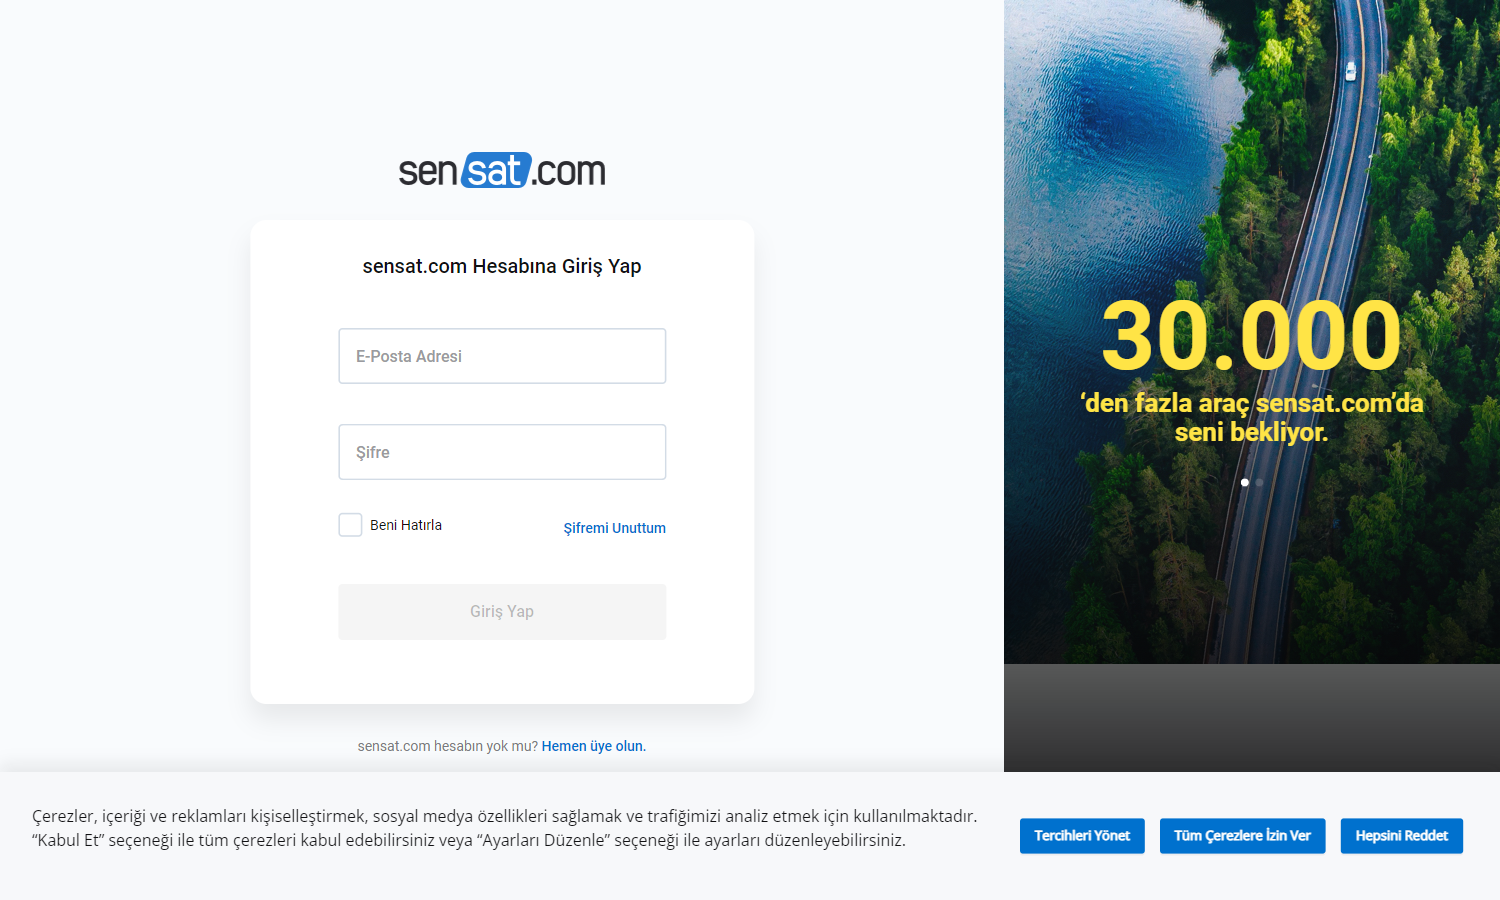 sensat.com
sensat.com Hesabına Giriş Yap
E-Posta Adresi
Şifre
Beni Hatırla
Şifremi Unuttum
Giriş Yap
sensat.com hesabın yok mu? Hemen üye olun.
30.000
‘den fazla araç sensat.com’da
seni bekliyor.
Çerezler, içeriği ve reklamları kişiselleştirmek, sosyal medya özellikleri sağlamak ve trafiğimizi analiz etmek için kullanılmaktadır.
“Kabul Et” seçeneği ile tüm çerezleri kabul edebilirsiniz veya “Ayarları Düzenle” seçeneği ile ayarları düzenleyebilirsiniz.
Tercihleri Yönet
Tüm Çerezlere İzin Ver
Hepsini Reddet